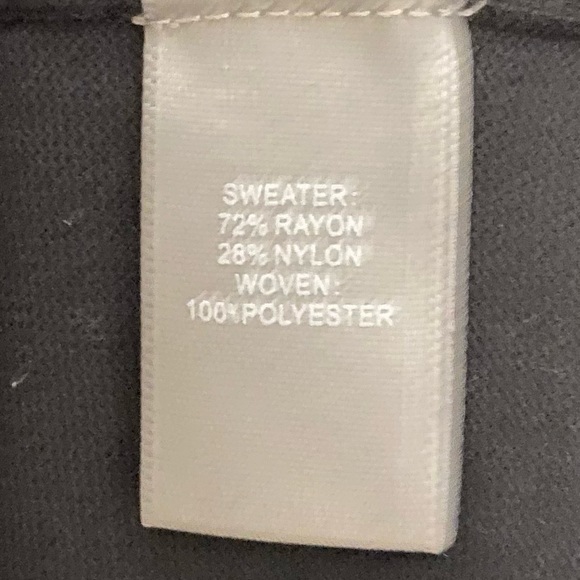 SWEATER:
72% RAYON
28% NYLON
WOVEN:
100%POLYESTER